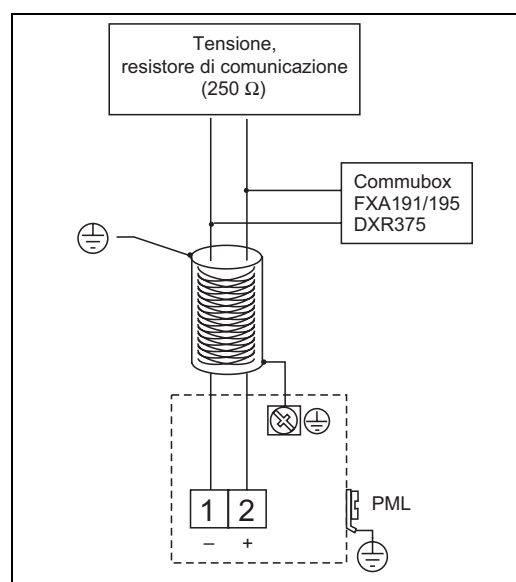 Tensione,
resistore di comunicazione
(250 Ω)
Commubox
FXA191/195
DXR375
1 2
– +
PML